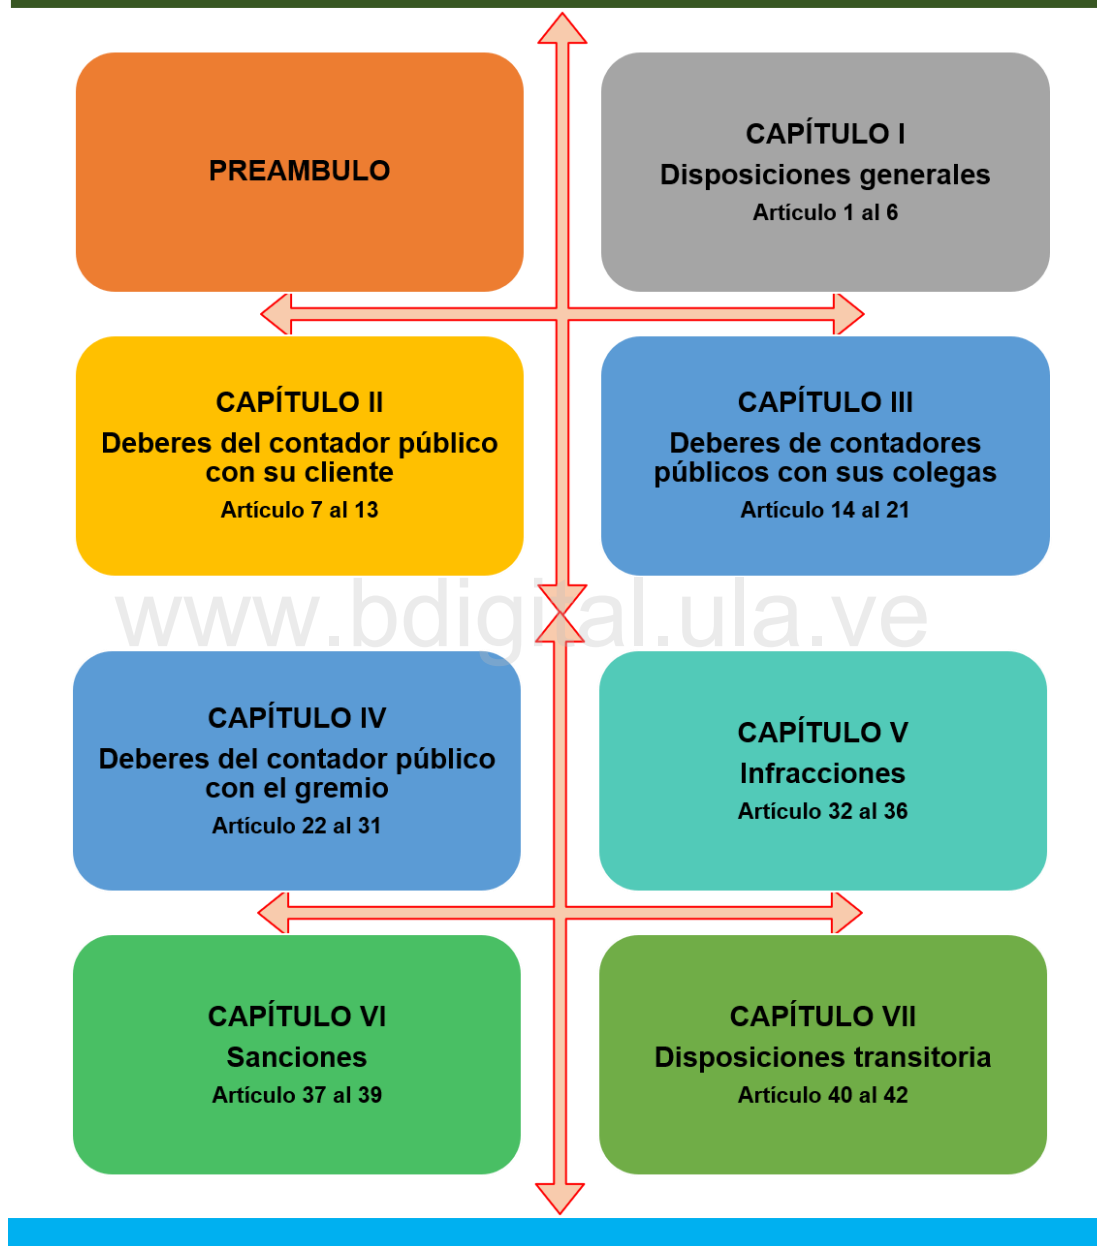 PREAMBULO
CAPÍTULO I
Disposiciones generales
Artículo 1 al 6
CAPÍTULO II
Deberes del contador público
con su cliente
Artículo 7 al 13
CAPÍTULO III
Deberes de contadores
públicos con sus colegas
Artículo 14 al 21
www.bdigital.ula.ve
CAPÍTULO IV
Deberes del contador público
con el gremio
Artículo 22 al 31
CAPÍTULO V
Infracciones
Artículo 32 al 36
CAPÍTULO VI
Sanciones
Artículo 37 al 39
CAPÍTULO VII
Disposiciones transitoria
Artículo 40 al 42